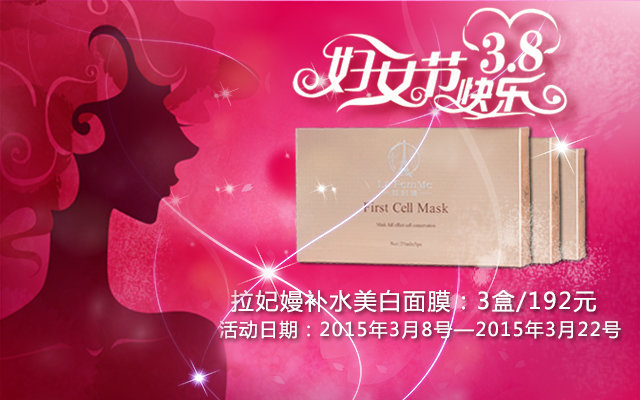 妇女节 3.8
快乐
First Cell Mask
拉妃嫚补水美白面膜：3盒/192元
活动日期：2015年3月8号—2015年3月22号